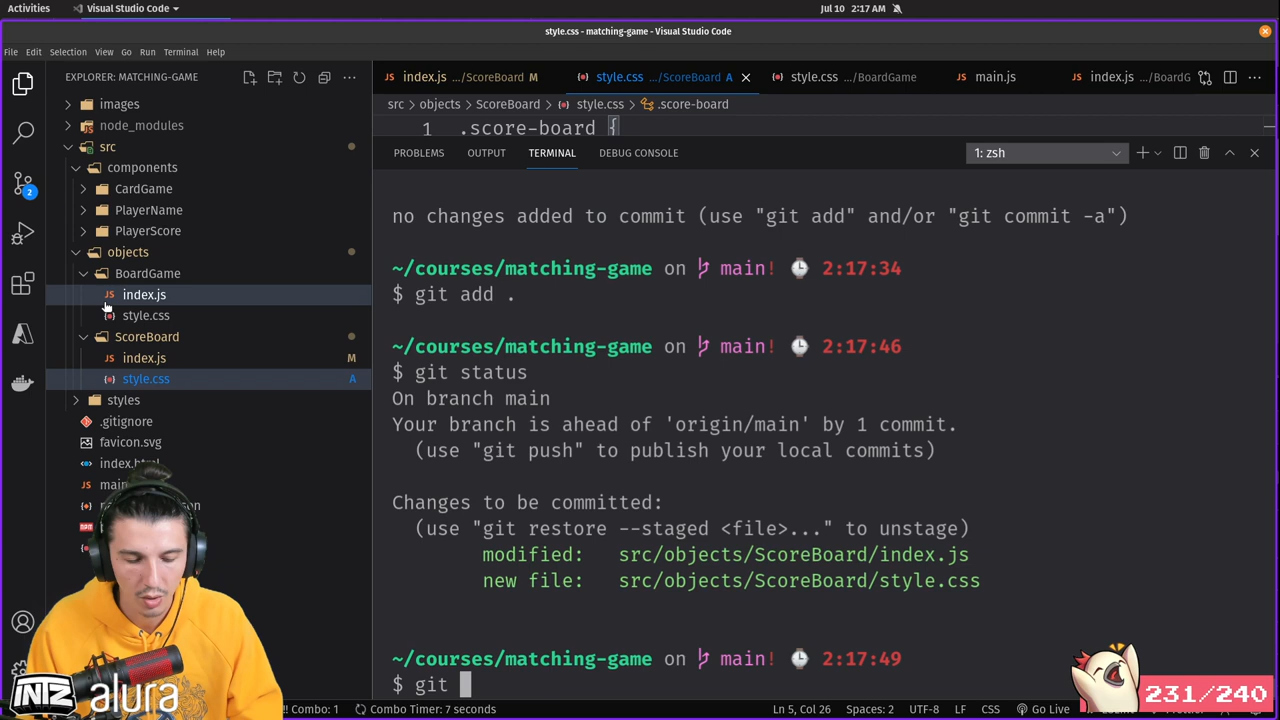 Activities
Visual Studio Code
Jul 10 2:17 AM
style.css - matching-game - Visual Studio Code
File Edit Selection View Go Run Terminal Help
EXPLORER: MATCHING-GAME
images
node_modules
src
components
CardGame
PlayerName
PlayerScore
objects
BoardGame
JS index.js
style.css
ScoreBoard
JS index.js M
style.css A
styles
.gitignore
favicon.svg
JS
2
JS index.js .../ScoreBoard M
style.css .../ScoreBoard A
style.css .../BoardGame
JS main.js
JS index.js .../BoardG
src > objects > ScoreBoard > style.css > .score-board
1 .score-board {
PROBLEMS OUTPUT TERMINAL DEBUG CONSOLE
1: zsh
no changes added to commit (use "git add" and/or "git commit -a")
~/courses/matching-game on main! 2:17:34
$ git add .
~/courses/matching-game on main! 2:17:46
$ git status
On branch main
Your branch is ahead of 'origin/main' by 1 commit.
(use "git push" to publish your local commits)
Changes to be committed:
(use "git restore --staged <file>..." to unstage)
modified: src/objects/ScoreBoard/index.js
new file: src/objects/ScoreBoard/style.css
~/courses/matching-game on main! 2:17:49
$ git
231/240
NTZ alura
Combo: 1
Combo Timer: 7 seconds
Ln 5, Col 26
Spaces: 2
UTF-8
LF
CSS
Go Live